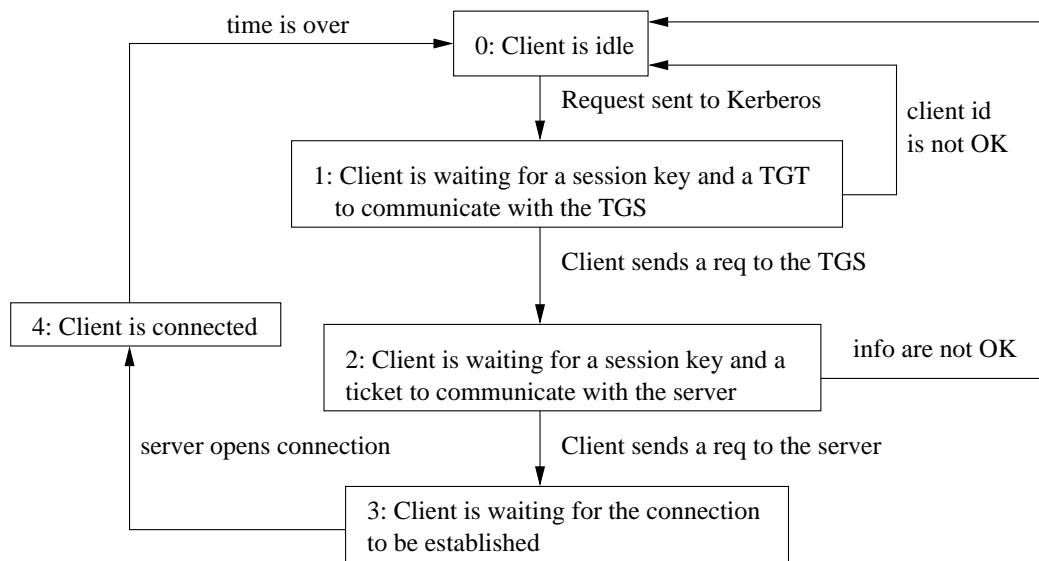 time is over
0: Client is idle
Request sent to Kerberos
client id
is not OK
1: Client is waiting for a session key and a TGT
to communicate with the TGS
Client sends a req to the TGS
4: Client is connected
2: Client is waiting for a session key and a
ticket to communicate with the server
info are not OK
server opens connection
Client sends a req to the server
3: Client is waiting for the connection
to be established